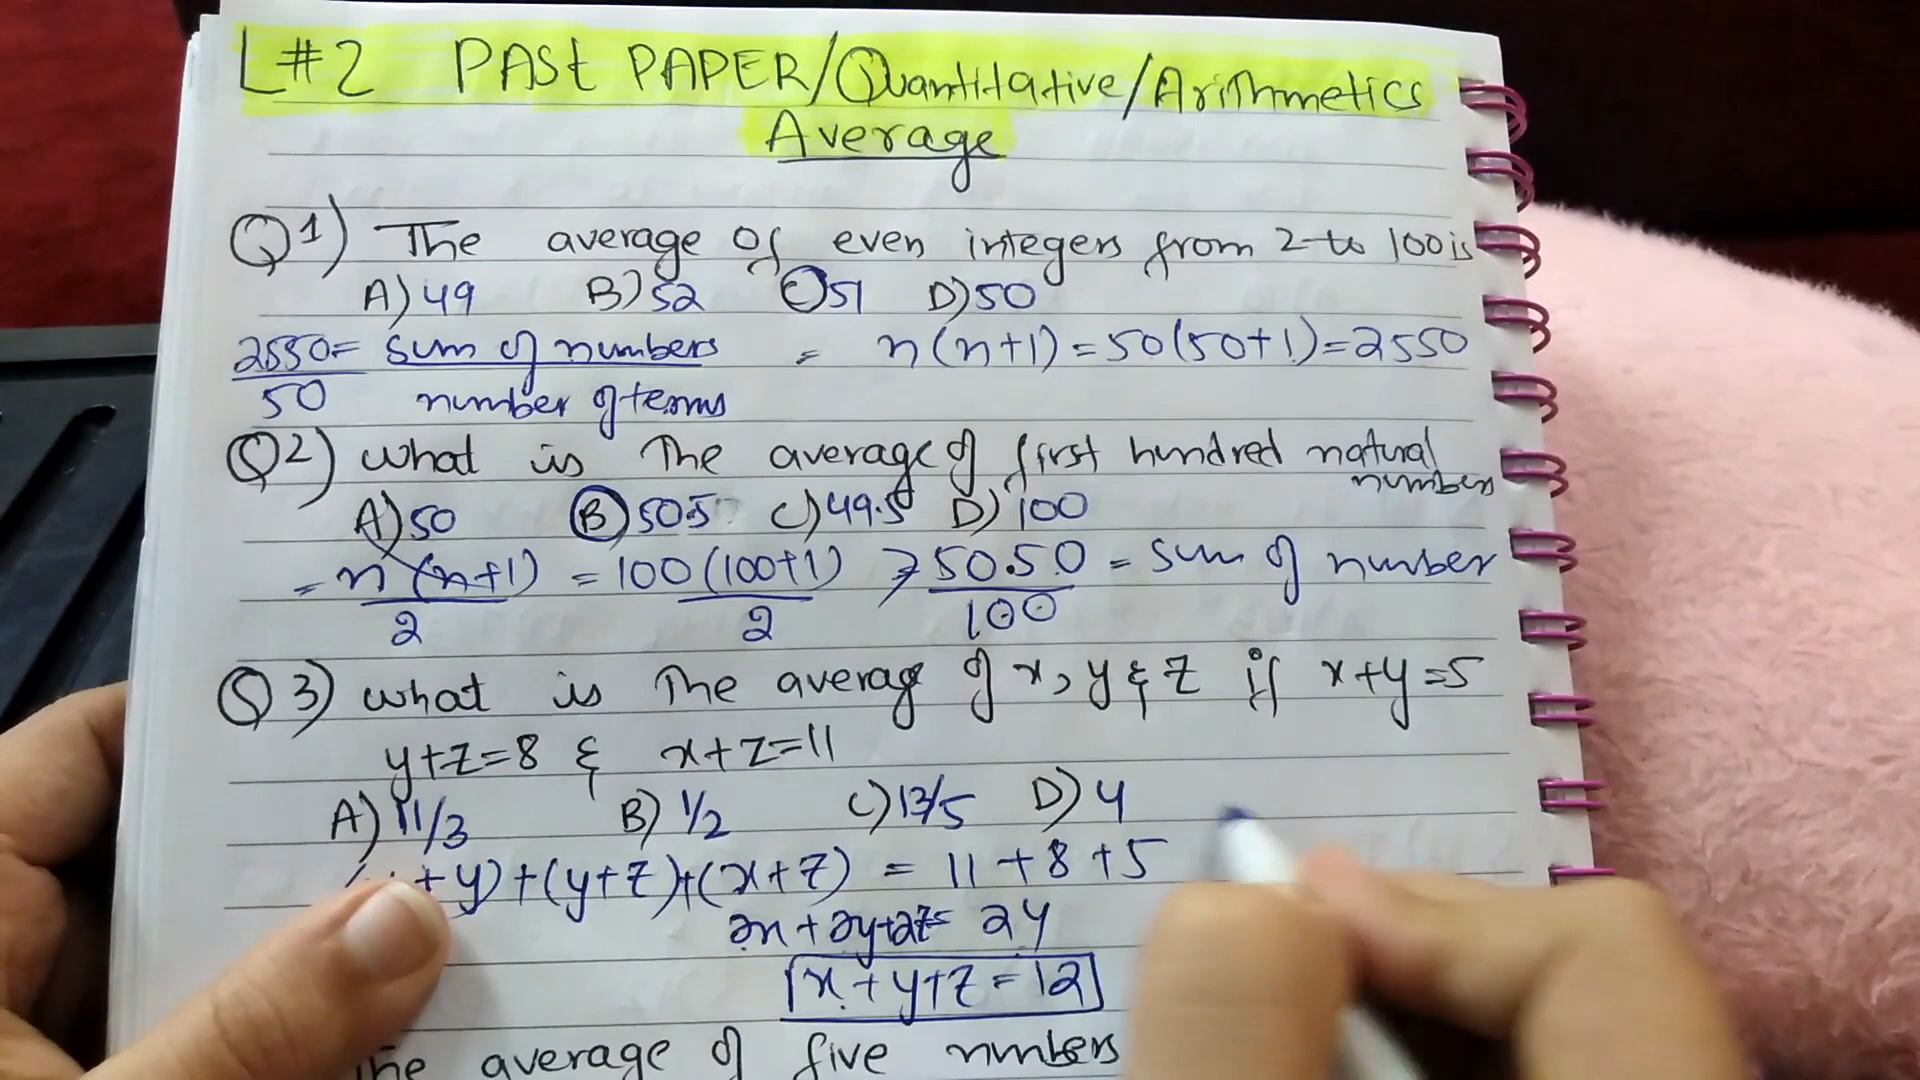 L#2 PAST PAPER/Quantitative/Arithmetics
Average
Q1) The average of even integers from 2 to 100 is
A) 49 B) 52 C) 51 D) 50
2550 = sum of numbers = n(n+1) = 50(50+1) = 2550
50 number of terms
Q2) what is The average of first hundred natural
numbers
A) 50 B) 50.5 C) 49.5 D) 100
= n(n+1) = 100(100+1) ⇒ 50.50 = sum of number
2 2 100
Q3) what is The average of x, y & z if x+y=5
y+z=8 & x+z=11
A) 11/3 B) 1/2 C) 13/5 D) 4
+y)+(y+z)+(x+z) = 11+8+5
2x+2y+2z= 24
x+y+z=12
The average of five numbers